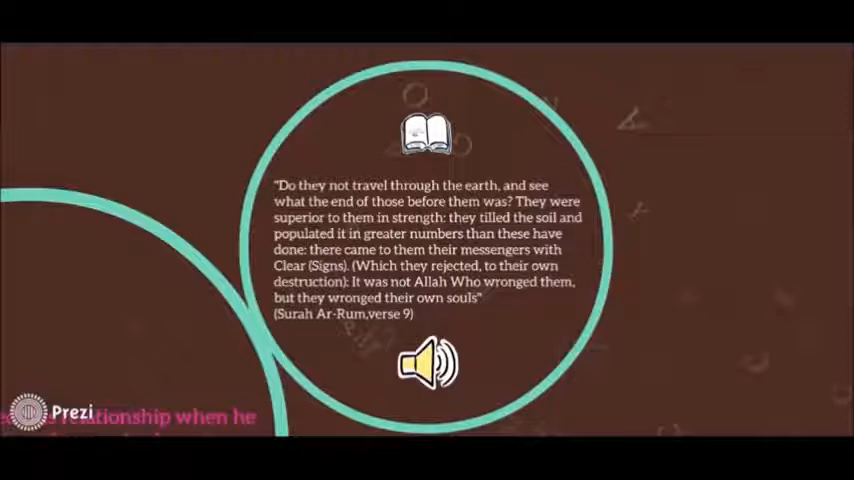 "Do they not travel through the earth, and see
what the end of those before them was? They were
superior to them in strength: they tilled the soil and
populated it in greater numbers than these have
done: there came to them their messengers with
Clear (Signs). (Which they rejected, to their own
destruction): It was not Allah Who wronged them,
but they wronged their own souls"
(Surah Ar-Rum,verse 9)
Prezi
relationship when he